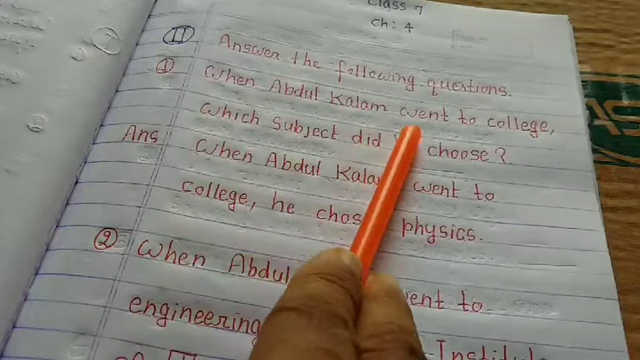 Class 7
Ch: 4
II Answer the following questions.
1 When Abdul Kalam went to college,
which subject did choose?
Ans When Abdul Kalam went to
college, he chose physics.
2 When Abdul went to
engineering Institute